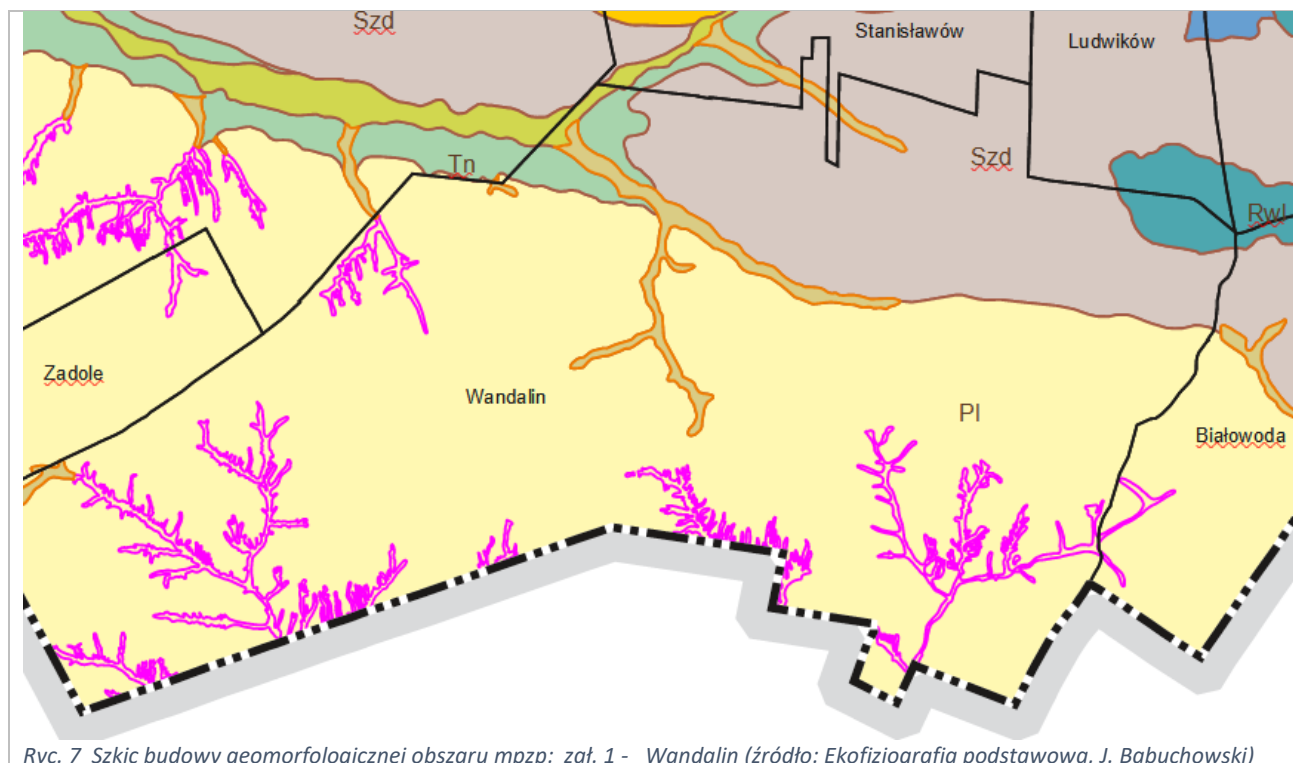 Szd
Stanisławów
Ludwików
Tn
Szd
Rwl
Zadole
Wandalin
Pl
Białowoda
Ryc. 7 Szkic budowy geomorfologicznej obszaru mpzp: zał. 1 - Wandalin (źródło: Ekofizjografia podstawowa, J. Babuchowski)